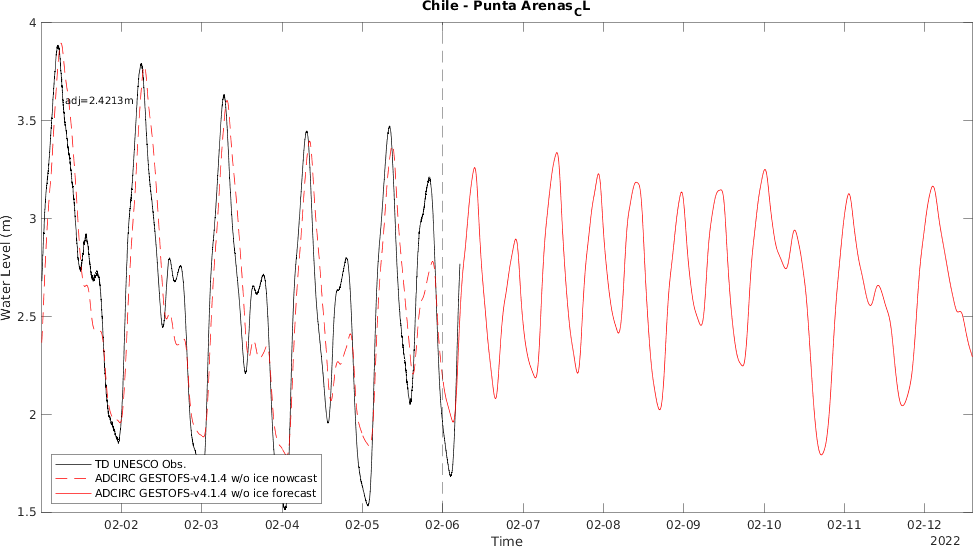 Chile - Punta Arenas_CL
4
3.5
3
2.5
2
1.5
Water Level (m)
adj=2.4213m
TD UNESCO Obs.
ADCIRC GESTOFS-v4.1.4 w/o ice nowcast
ADCIRC GESTOFS-v4.1.4 w/o ice forecast
02-02 02-03 02-04 02-05 02-06 02-07 02-08 02-09 02-10 02-11 02-12
Time
2022